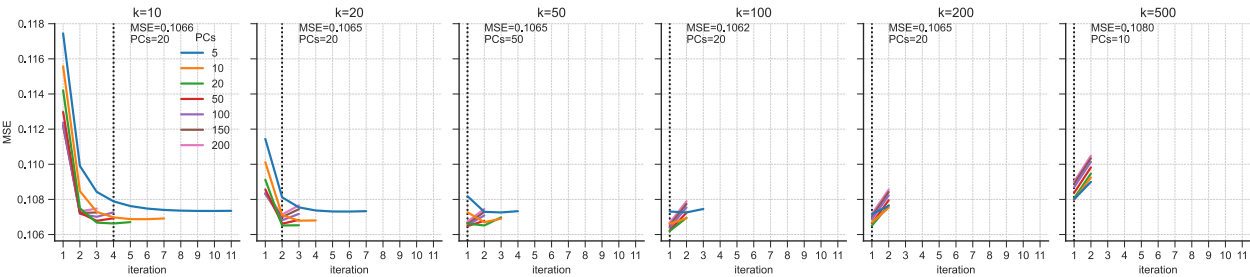 k=10
k=20
k=50
k=100
k=200
k=500
0.118
0.116
0.114
0.112
0.110
0.108
0.106
MSE
MSE=0.1066
PCs=20
PCs
5
10
20
50
100
150
200
MSE=0.1065
PCs=20
MSE=0.1065
PCs=50
MSE=0.1062
PCs=20
MSE=0.1065
PCs=20
MSE=0.1080
PCs=10
1 2 3 4 5 6 7 8 9 10 11
1 2 3 4 5 6 7 8 9 10 11
1 2 3 4 5 6 7 8 9 10 11
1 2 3 4 5 6 7 8 9 10 11
1 2 3 4 5 6 7 8 9 10 11
1 2 3 4 5 6 7 8 9 10 11
iteration
iteration
iteration
iteration
iteration
iteration